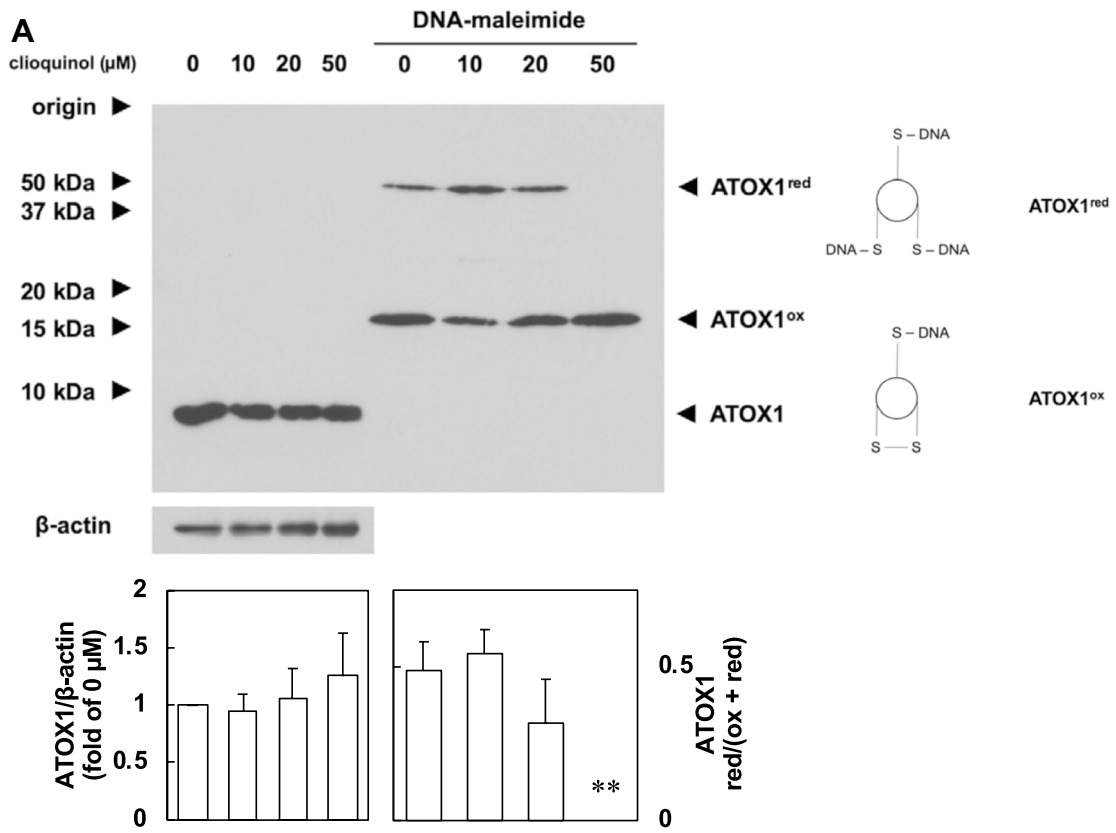 A
DNA-maleimide
clioquinol (µM) 0 10 20 50 0 10 20 50
origin
50 kDa
37 kDa
20 kDa
15 kDa
10 kDa
ATOX1red
ATOX1ox
ATOX1
S – DNA
DNA – S S – DNA
ATOX1red
S – DNA
S S
ATOX1ox
β-actin
ATOX1/β-actin
(fold of 0 µM)
2
1.5
1
0.5
0
**
0.5
0
ATOX1
red/(ox + red)